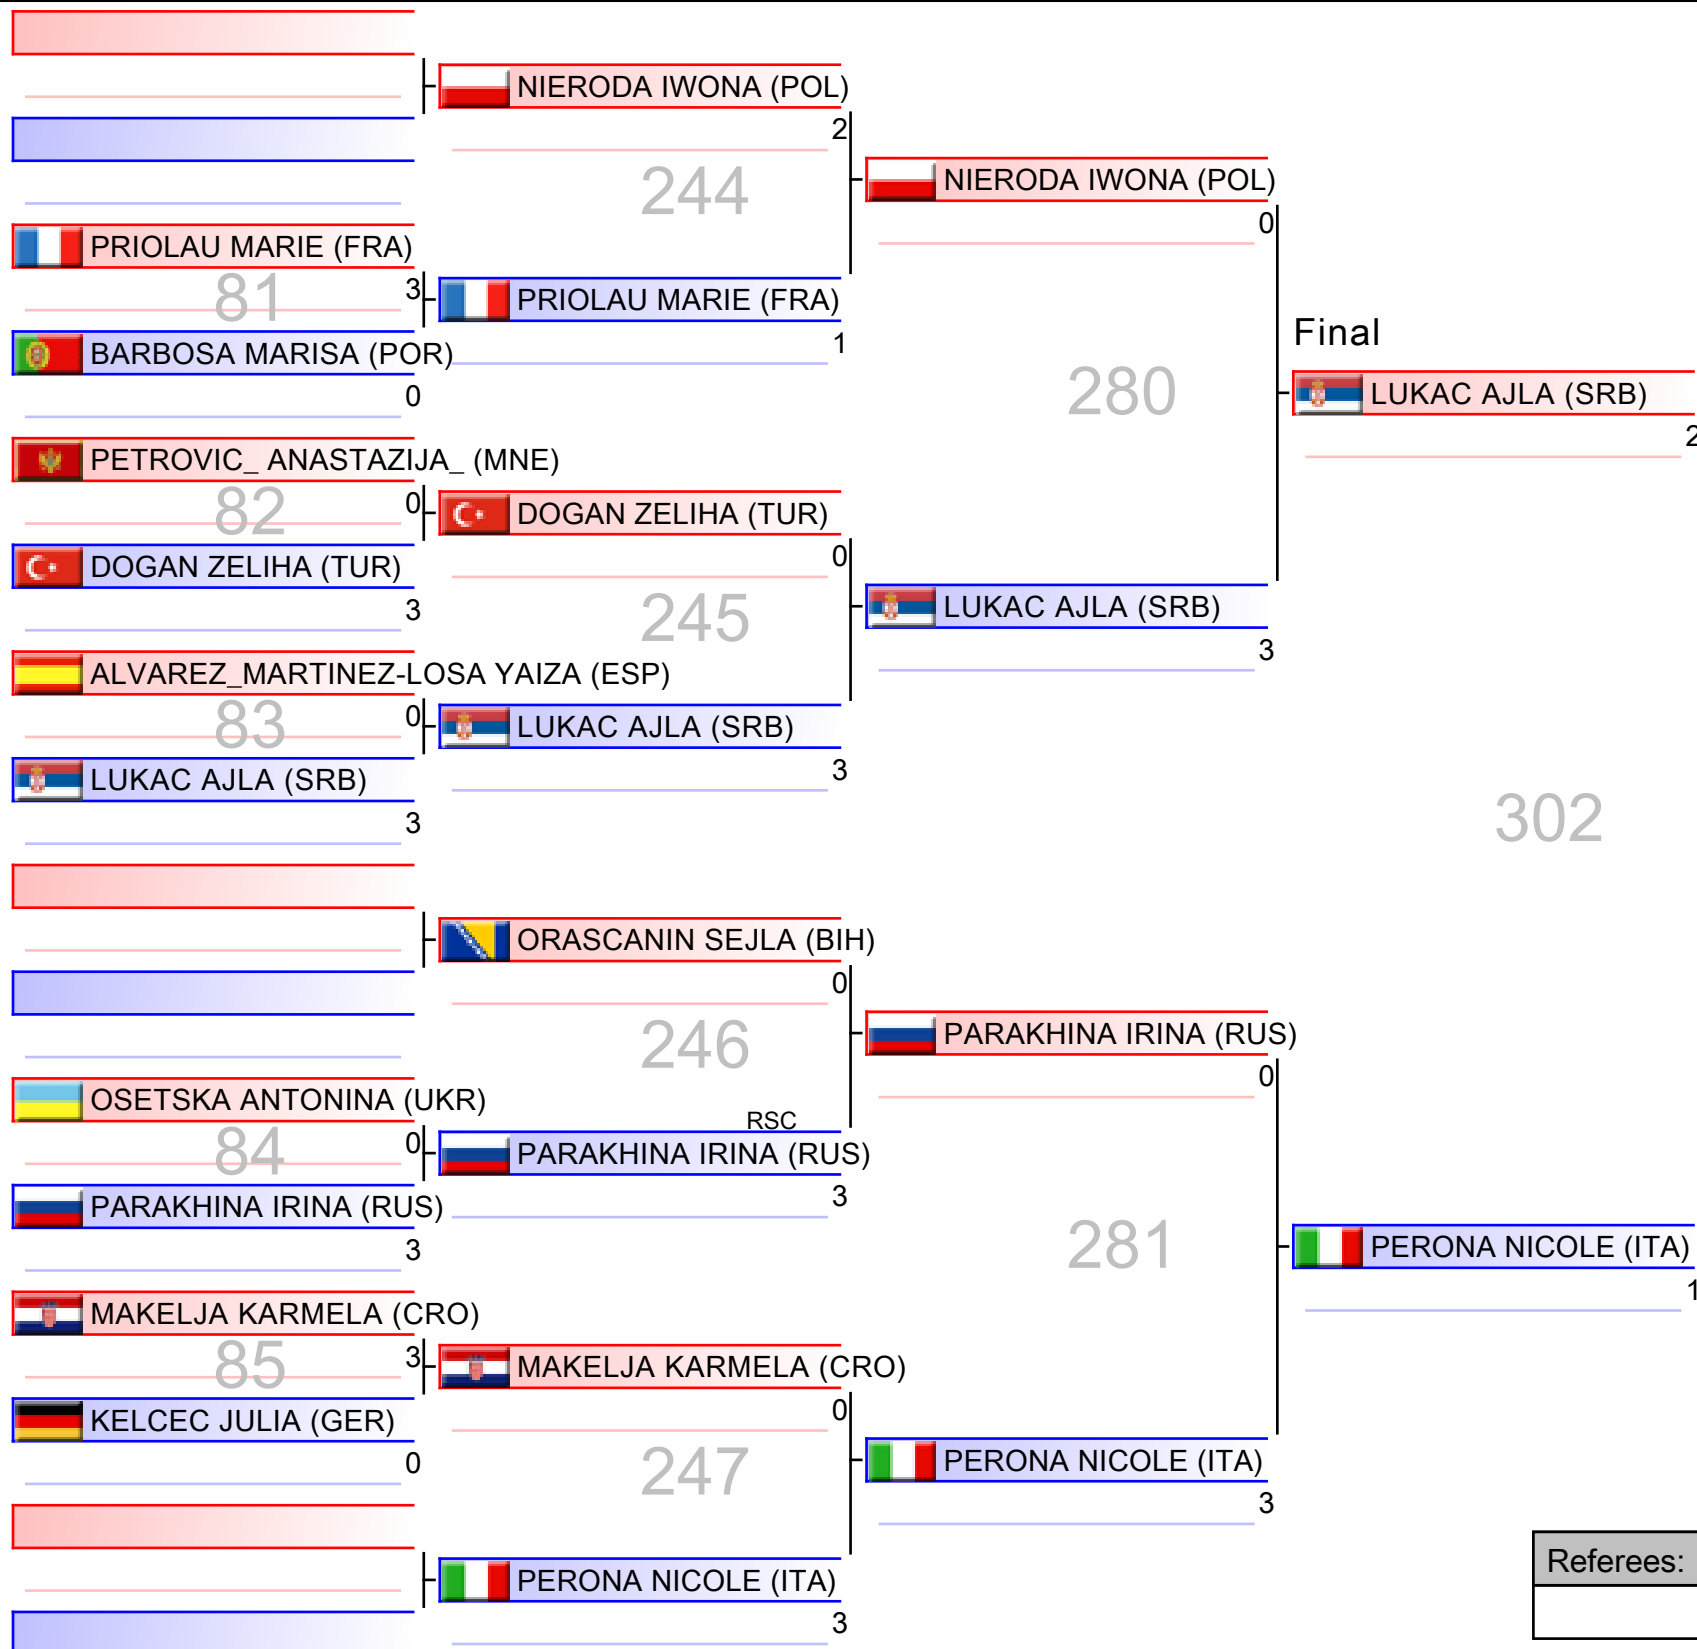 NIERODA IWONA (POL)
2
244
NIERODA IWONA (POL)
0
PRIOLAU MARIE (FRA)
81
3
PRIOLAU MARIE (FRA)
1
BARBOSA MARISA (POR)
0
280
Final
LUKAC AJLA (SRB)
2
PETROVIC_ ANASTAZIJA_ (MNE)
82
0
DOGAN ZELIHA (TUR)
0
DOGAN ZELIHA (TUR)
3
245
LUKAC AJLA (SRB)
3
ALVAREZ_MARTINEZ-LOSA YAIZA (ESP)
83
0
LUKAC AJLA (SRB)
3
LUKAC AJLA (SRB)
3
302
ORASCANIN SEJLA (BIH)
0
246
PARAKHINA IRINA (RUS)
0
OSETSKA ANTONINA (UKR)
84
0
RSC
PARAKHINA IRINA (RUS)
3
PARAKHINA IRINA (RUS)
3
281
PERONA NICOLE (ITA)
1
MAKELJA KARMELA (CRO)
85
3
MAKELJA KARMELA (CRO)
0
KELCEC JULIA (GER)
0
247
PERONA NICOLE (ITA)
3
PERONA NICOLE (ITA)
3
Referees: